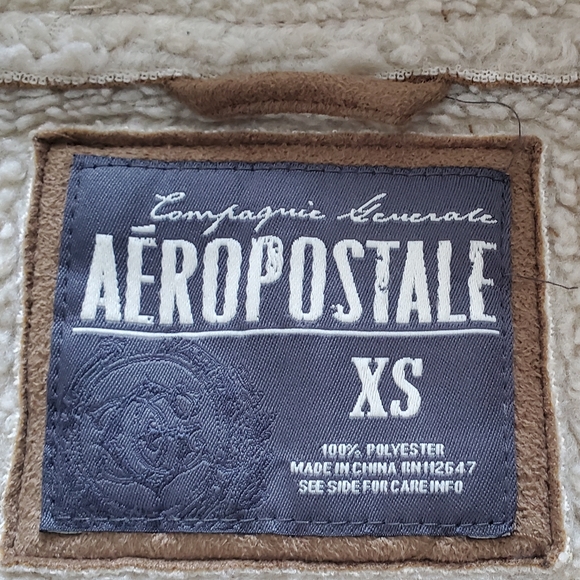 Compagnie Generale
AÉROPOSTALE
XS
100% POLYESTER
MADE IN CHINA RN112647
SEE SIDE FOR CARE INFO